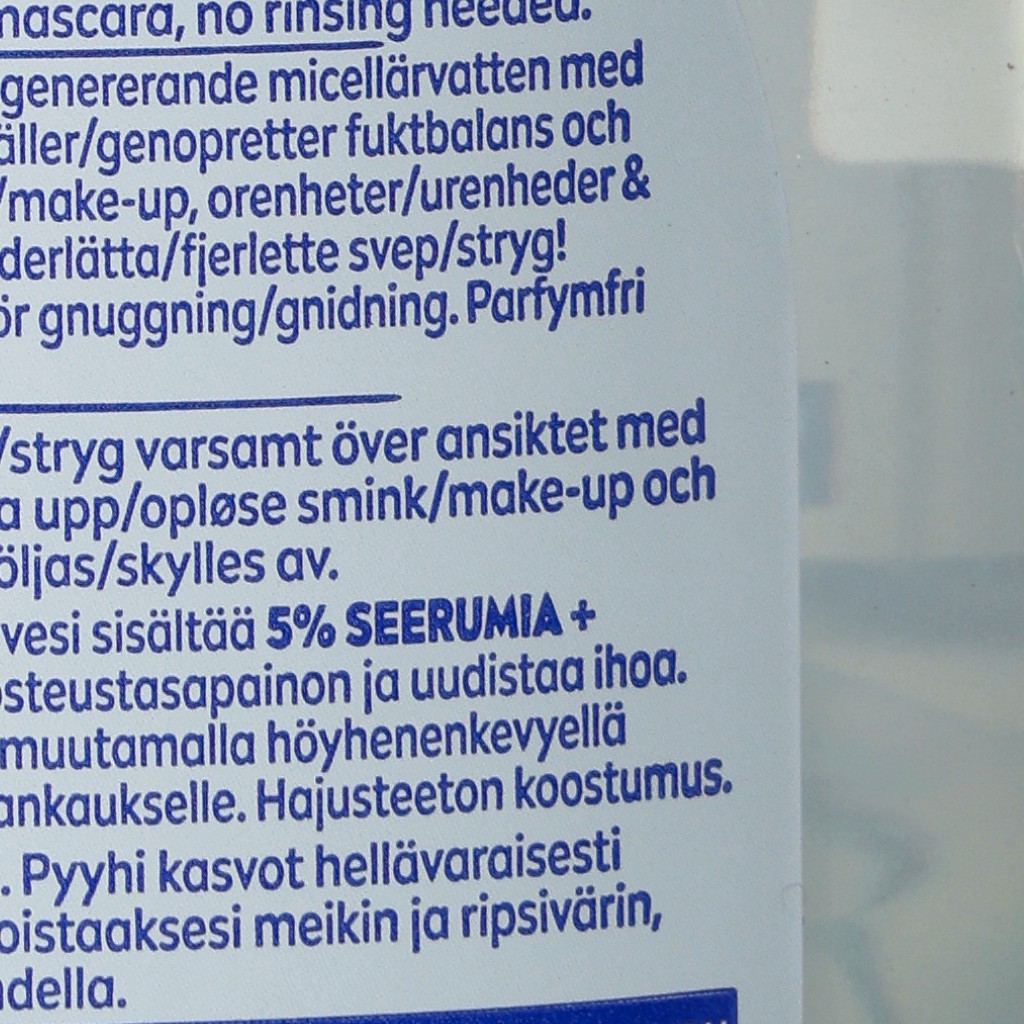 mascara, no rinsing needed.
genererande micellärvatten med
äller/genopretter fuktbalans och
/make-up, orenheter/urenheder &
derlätta/fjerlette svep/stryg!
ör gnuggning/gnidning. Parfymfri
/stryg varsamt över ansiktet med
a upp/opløse smink/make-up och
öljas/skylles av.
vesi sisältää 5% SEERUMIA +
osteustasapainon ja uudistaa ihoa.
muutamalla höyhenenkevyellä
ankaukselle. Hajusteeton koostumus.
. Pyyhi kasvot hellävaraisesti
oistaaksesi meikin ja ripsivärin,
della.